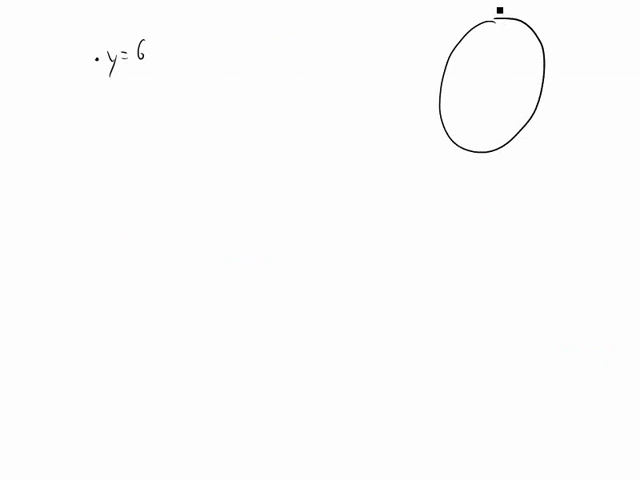 . y = 6